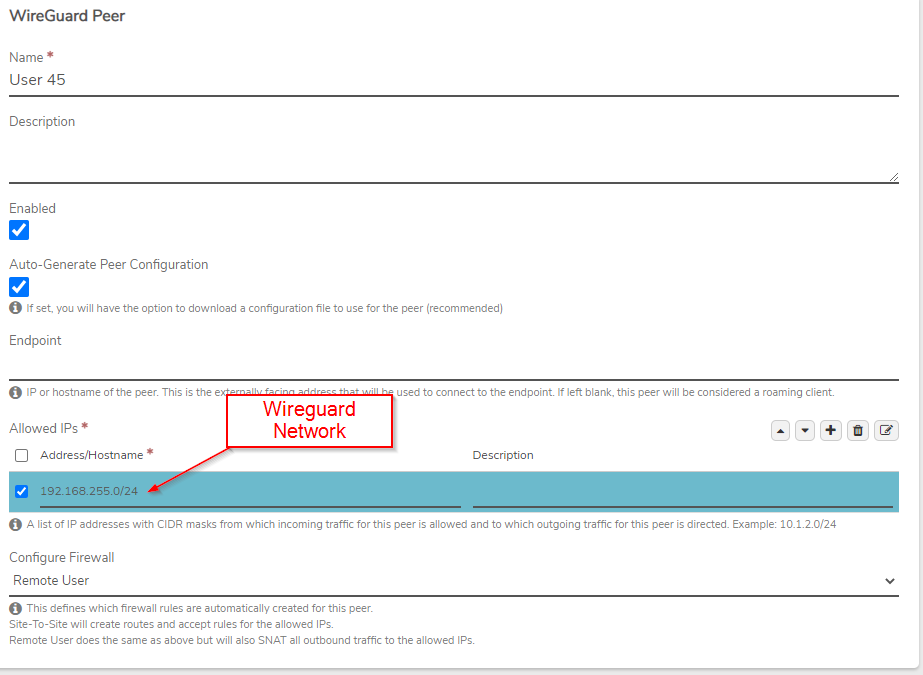 WireGuard Peer
Name *
User 45
Description
Enabled
Auto-Generate Peer Configuration
If set, you will have the option to download a configuration file to use for the peer (recommended)
Endpoint
IP or hostname of the peer. This is the externally facing address that will be used to connect to the endpoint. If left blank, this peer will be considered a roaming client.
Wireguard
Network
Allowed IPs *
Address/Hostname * Description
192.168.255.0/24
A list of IP addresses with CIDR masks from which incoming traffic for this peer is allowed and to which outgoing traffic for this peer is directed. Example: 10.1.2.0/24
Configure Firewall
Remote User
This defines which firewall rules are automatically created for this peer.
Site-To-Site will create routes and accept rules for the allowed IPs.
Remote User does the same as above but will also SNAT all outbound traffic to the allowed IPs.